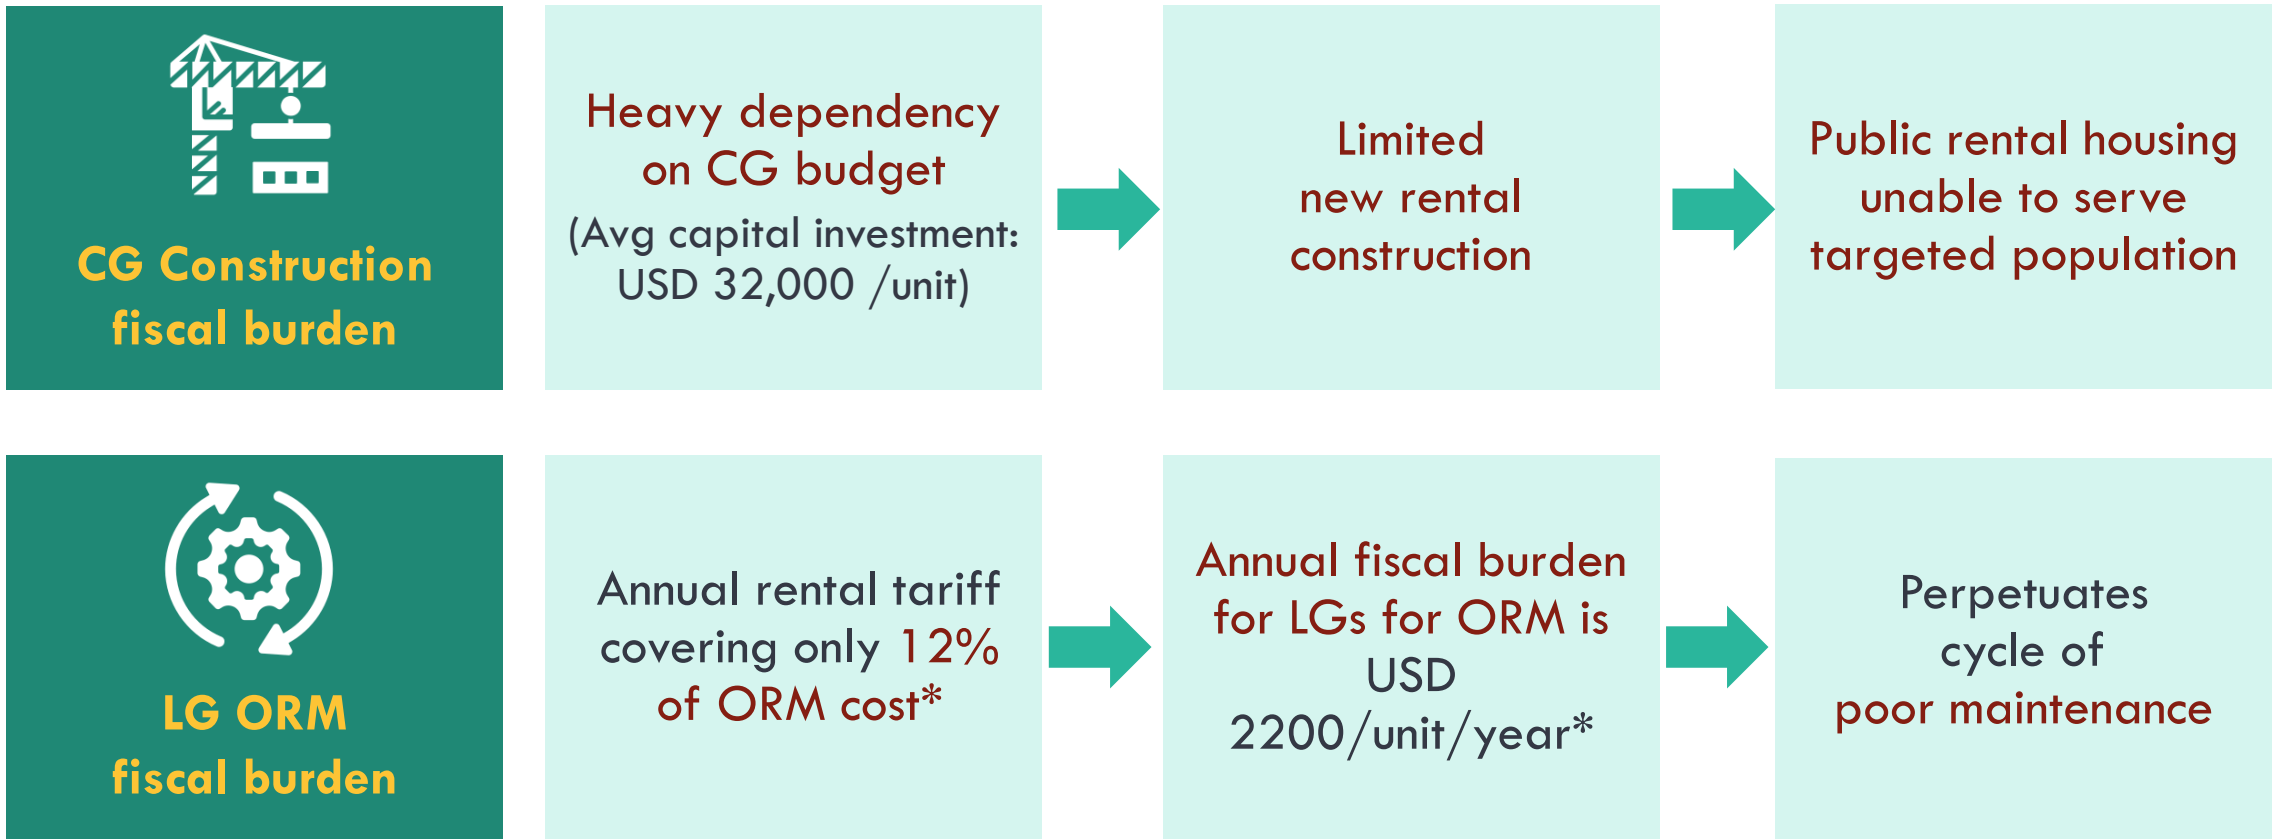 CG Construction
fiscal burden
Heavy dependency
on CG budget
(Avg capital investment:
USD 32,000 /unit)
Limited
new rental
construction
Public rental housing
unable to serve
targeted population
LG ORM
fiscal burden
Annual rental tariff
covering only 12%
of ORM cost*
Annual fiscal burden
for LGs for ORM is
USD
2200/unit/year*
Perpetuates
cycle of
poor maintenance